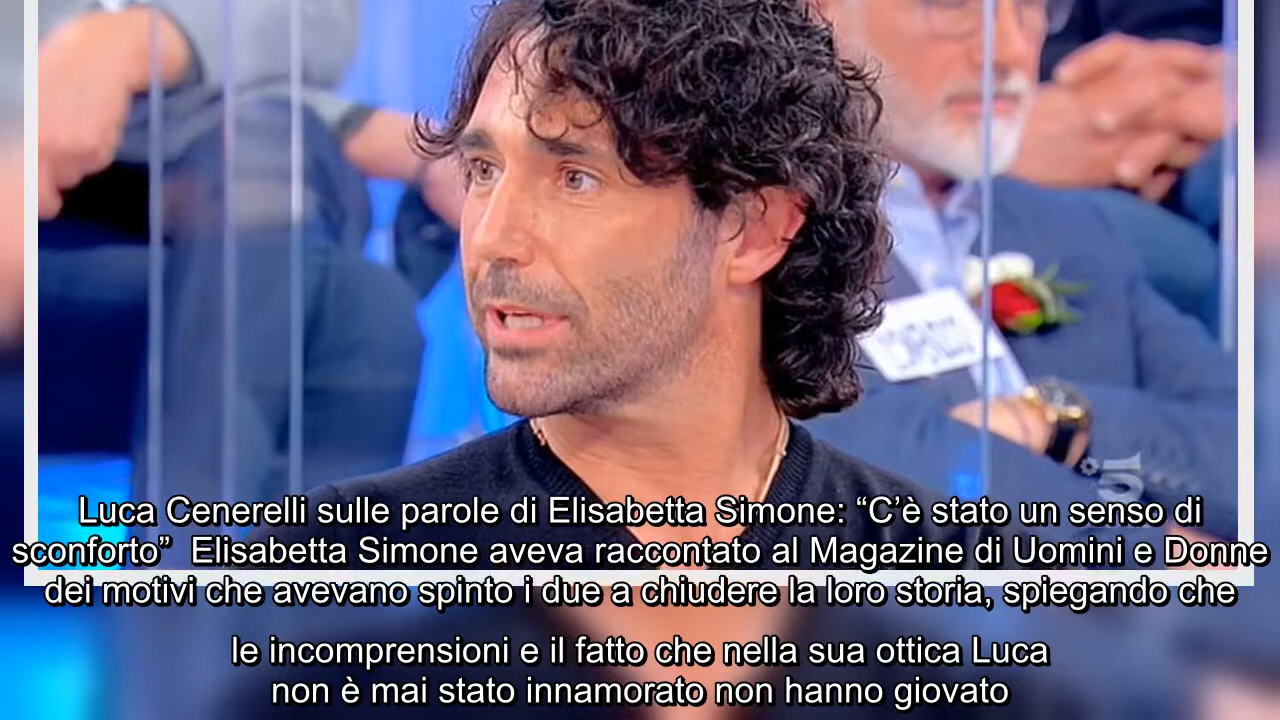 5
Luca Cenerelli sulle parole di Elisabetta Simone: “C’è stato un senso di
sconforto”  Elisabetta Simone aveva raccontato al Magazine di Uomini e Donne
dei motivi che avevano spinto i due a chiudere la loro storia, spiegando che
le incomprensioni e il fatto che nella sua ottica Luca
non è mai stato innamorato non hanno giovato